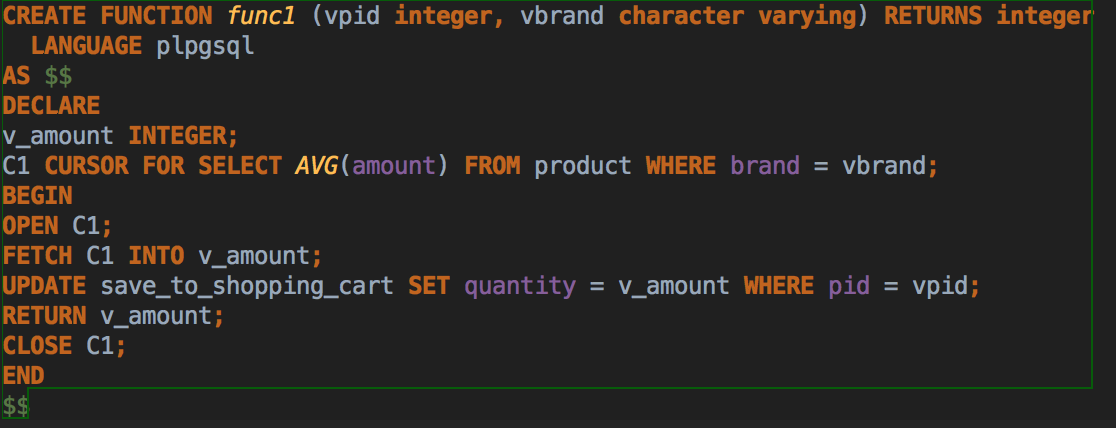 CREATE FUNCTION func1 (vpid integer, vbrand character varying) RETURNS integer
LANGUAGE plpgsql
AS $$
DECLARE
v_amount INTEGER;
C1 CURSOR FOR SELECT AVG(amount) FROM product WHERE brand = vbrand;
BEGIN
OPEN C1;
FETCH C1 INTO v_amount;
UPDATE save_to_shopping_cart SET quantity = v_amount WHERE pid = vpid;
RETURN v_amount;
CLOSE C1;
END
$$